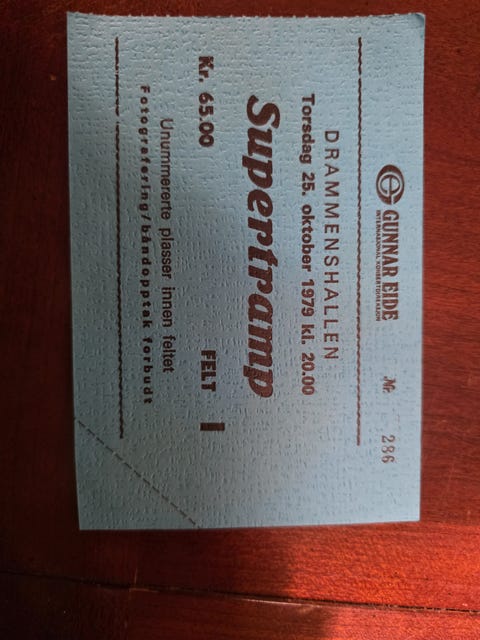 GUNNAR EIDE
INTERNASJONAL KONSERTDIREKSJON
Nr. 286
DRAMMENSHALLEN
Torsdag 25. oktober 1979 kl. 20.00
Supertramp
Kr. 65.00 FELT I
Unummererte plasser innen feltet
Fotografering/båndopptak forbudt